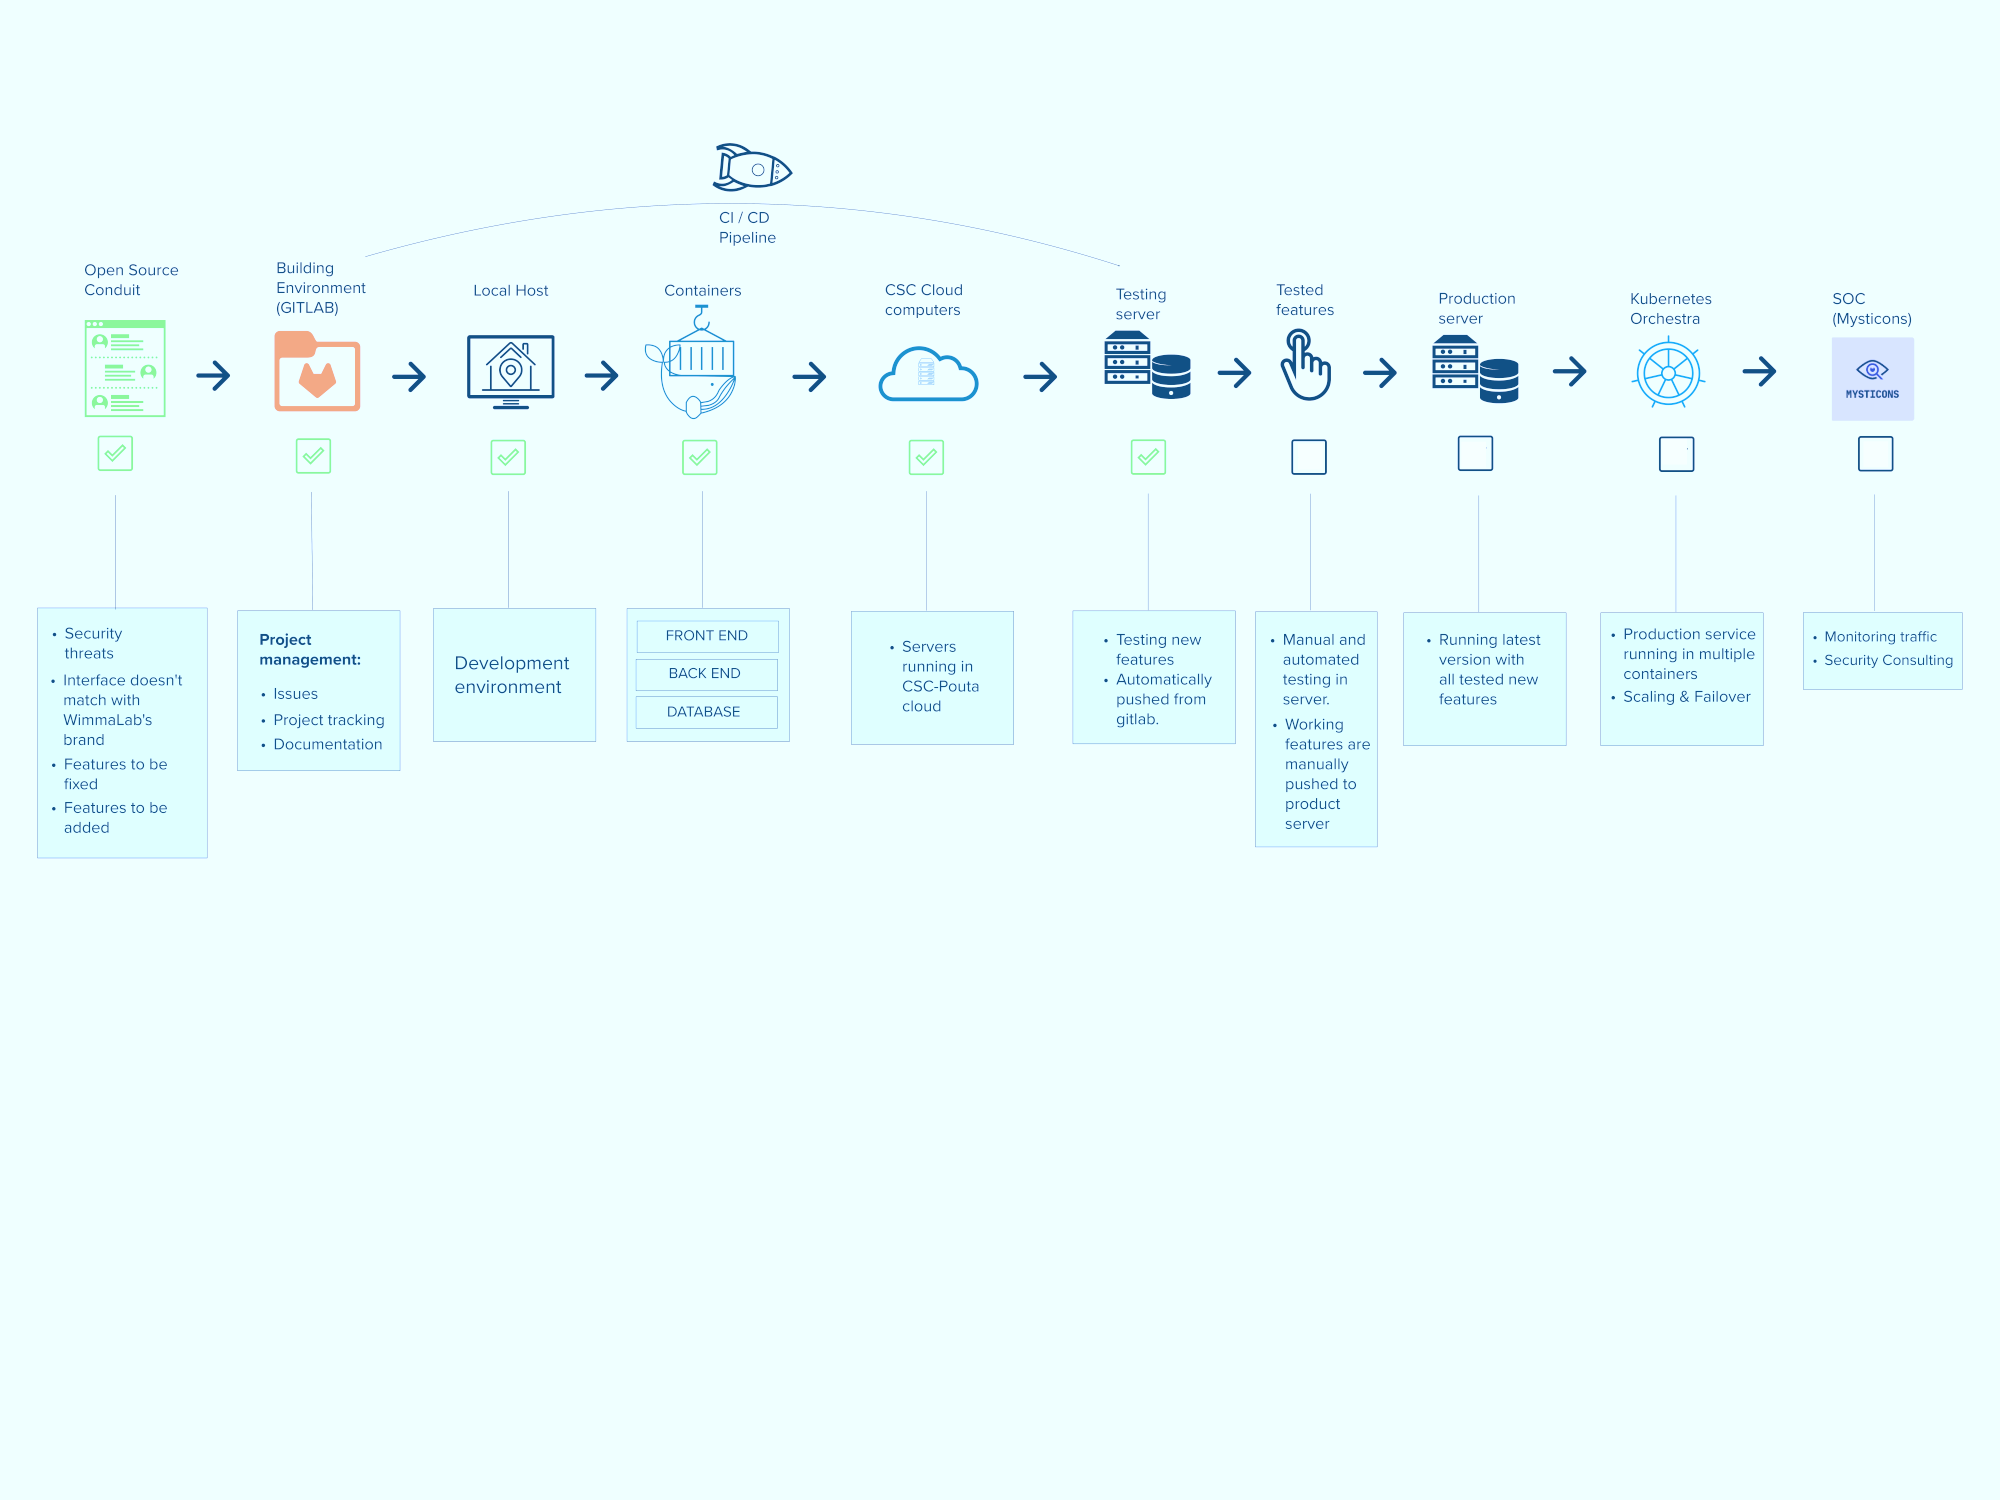 CI / CD
Pipeline
Open Source
Conduit
Building
Environment
(GITLAB)
Local Host
Containers
CSC Cloud
computers
Testing
server
Tested
features
Production
server
Kubernetes
Orchestra
SOC
(Mysticons)
MYSTICONS
• Security
threats
• Interface doesn't
match with
WimmaLab's
brand
• Features to be
fixed
• Features to be
added
Project
management:
• Issues
• Project tracking
• Documentation
Development
environment
FRONT END
BACK END
DATABASE
• Servers
running in
CSC-Pouta
cloud
• Testing new
features
• Automatically
pushed from
gitlab.
• Manual and
automated
testing in
server.
• Working
features are
manually
pushed to
product
server
• Running latest
version with
all tested new
features
• Production service
running in multiple
containers
• Scaling & Failover
• Monitoring traffic
• Security Consulting